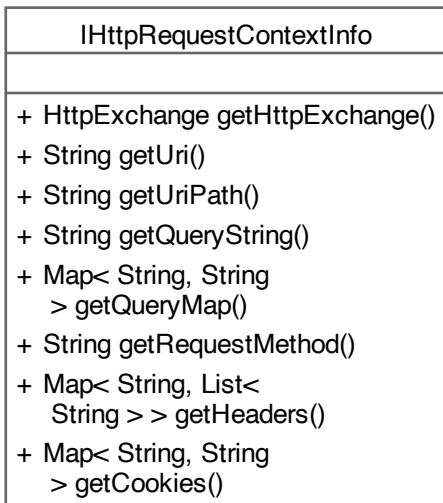 IHttpRequestContextInfo
+ HttpExchange getHttpExchange()
+ String getUri()
+ String getUriPath()
+ String getQueryString()
+ Map< String, String
> getQueryMap()
+ String getRequestMethod()
+ Map< String, List<
String > > getHeaders()
+ Map< String, String
> getCookies()